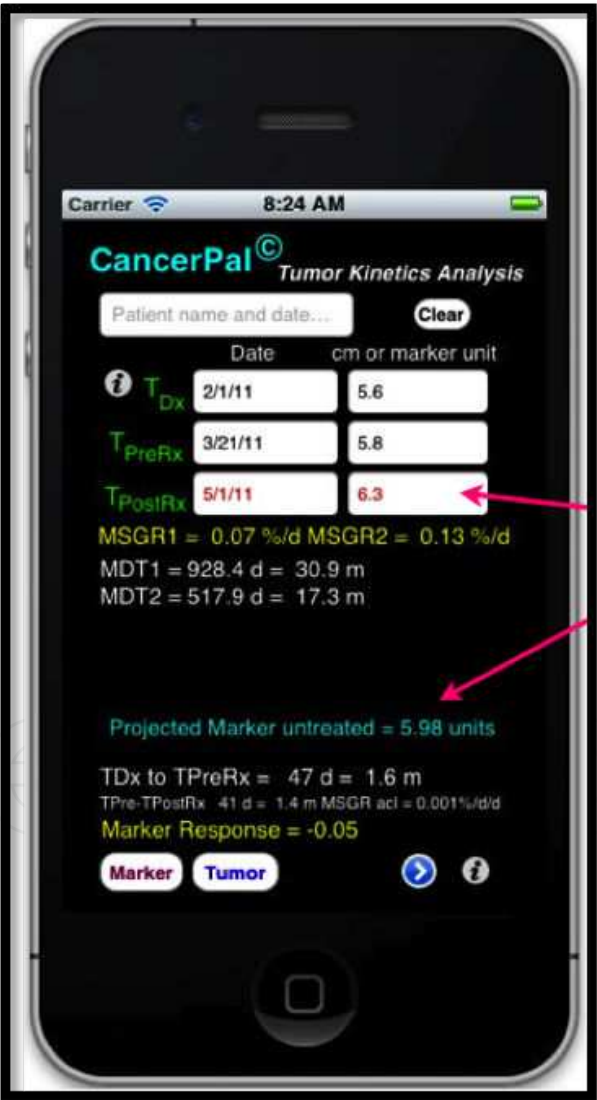 Carrier 8:24 AM
CancerPal© Tumor Kinetics Analysis
Patient name and date... Clear
Date cm or marker unit
i TDx 2/1/11 5.6
TPreRx 3/21/11 5.8
TPostRx 5/1/11 6.3
MSGR1 = 0.07 %/d MSGR2 = 0.13 %/d
MDT1 = 928.4 d = 30.9 m
MDT2 = 517.9 d = 17.3 m
Projected Marker untreated = 5.98 units
TDx to TPreRx = 47 d = 1.6 m
TPre-TPostRx 41 d = 1.4 m MSGR acl = 0.001%/d/d
Marker Response = -0.05
Marker Tumor i